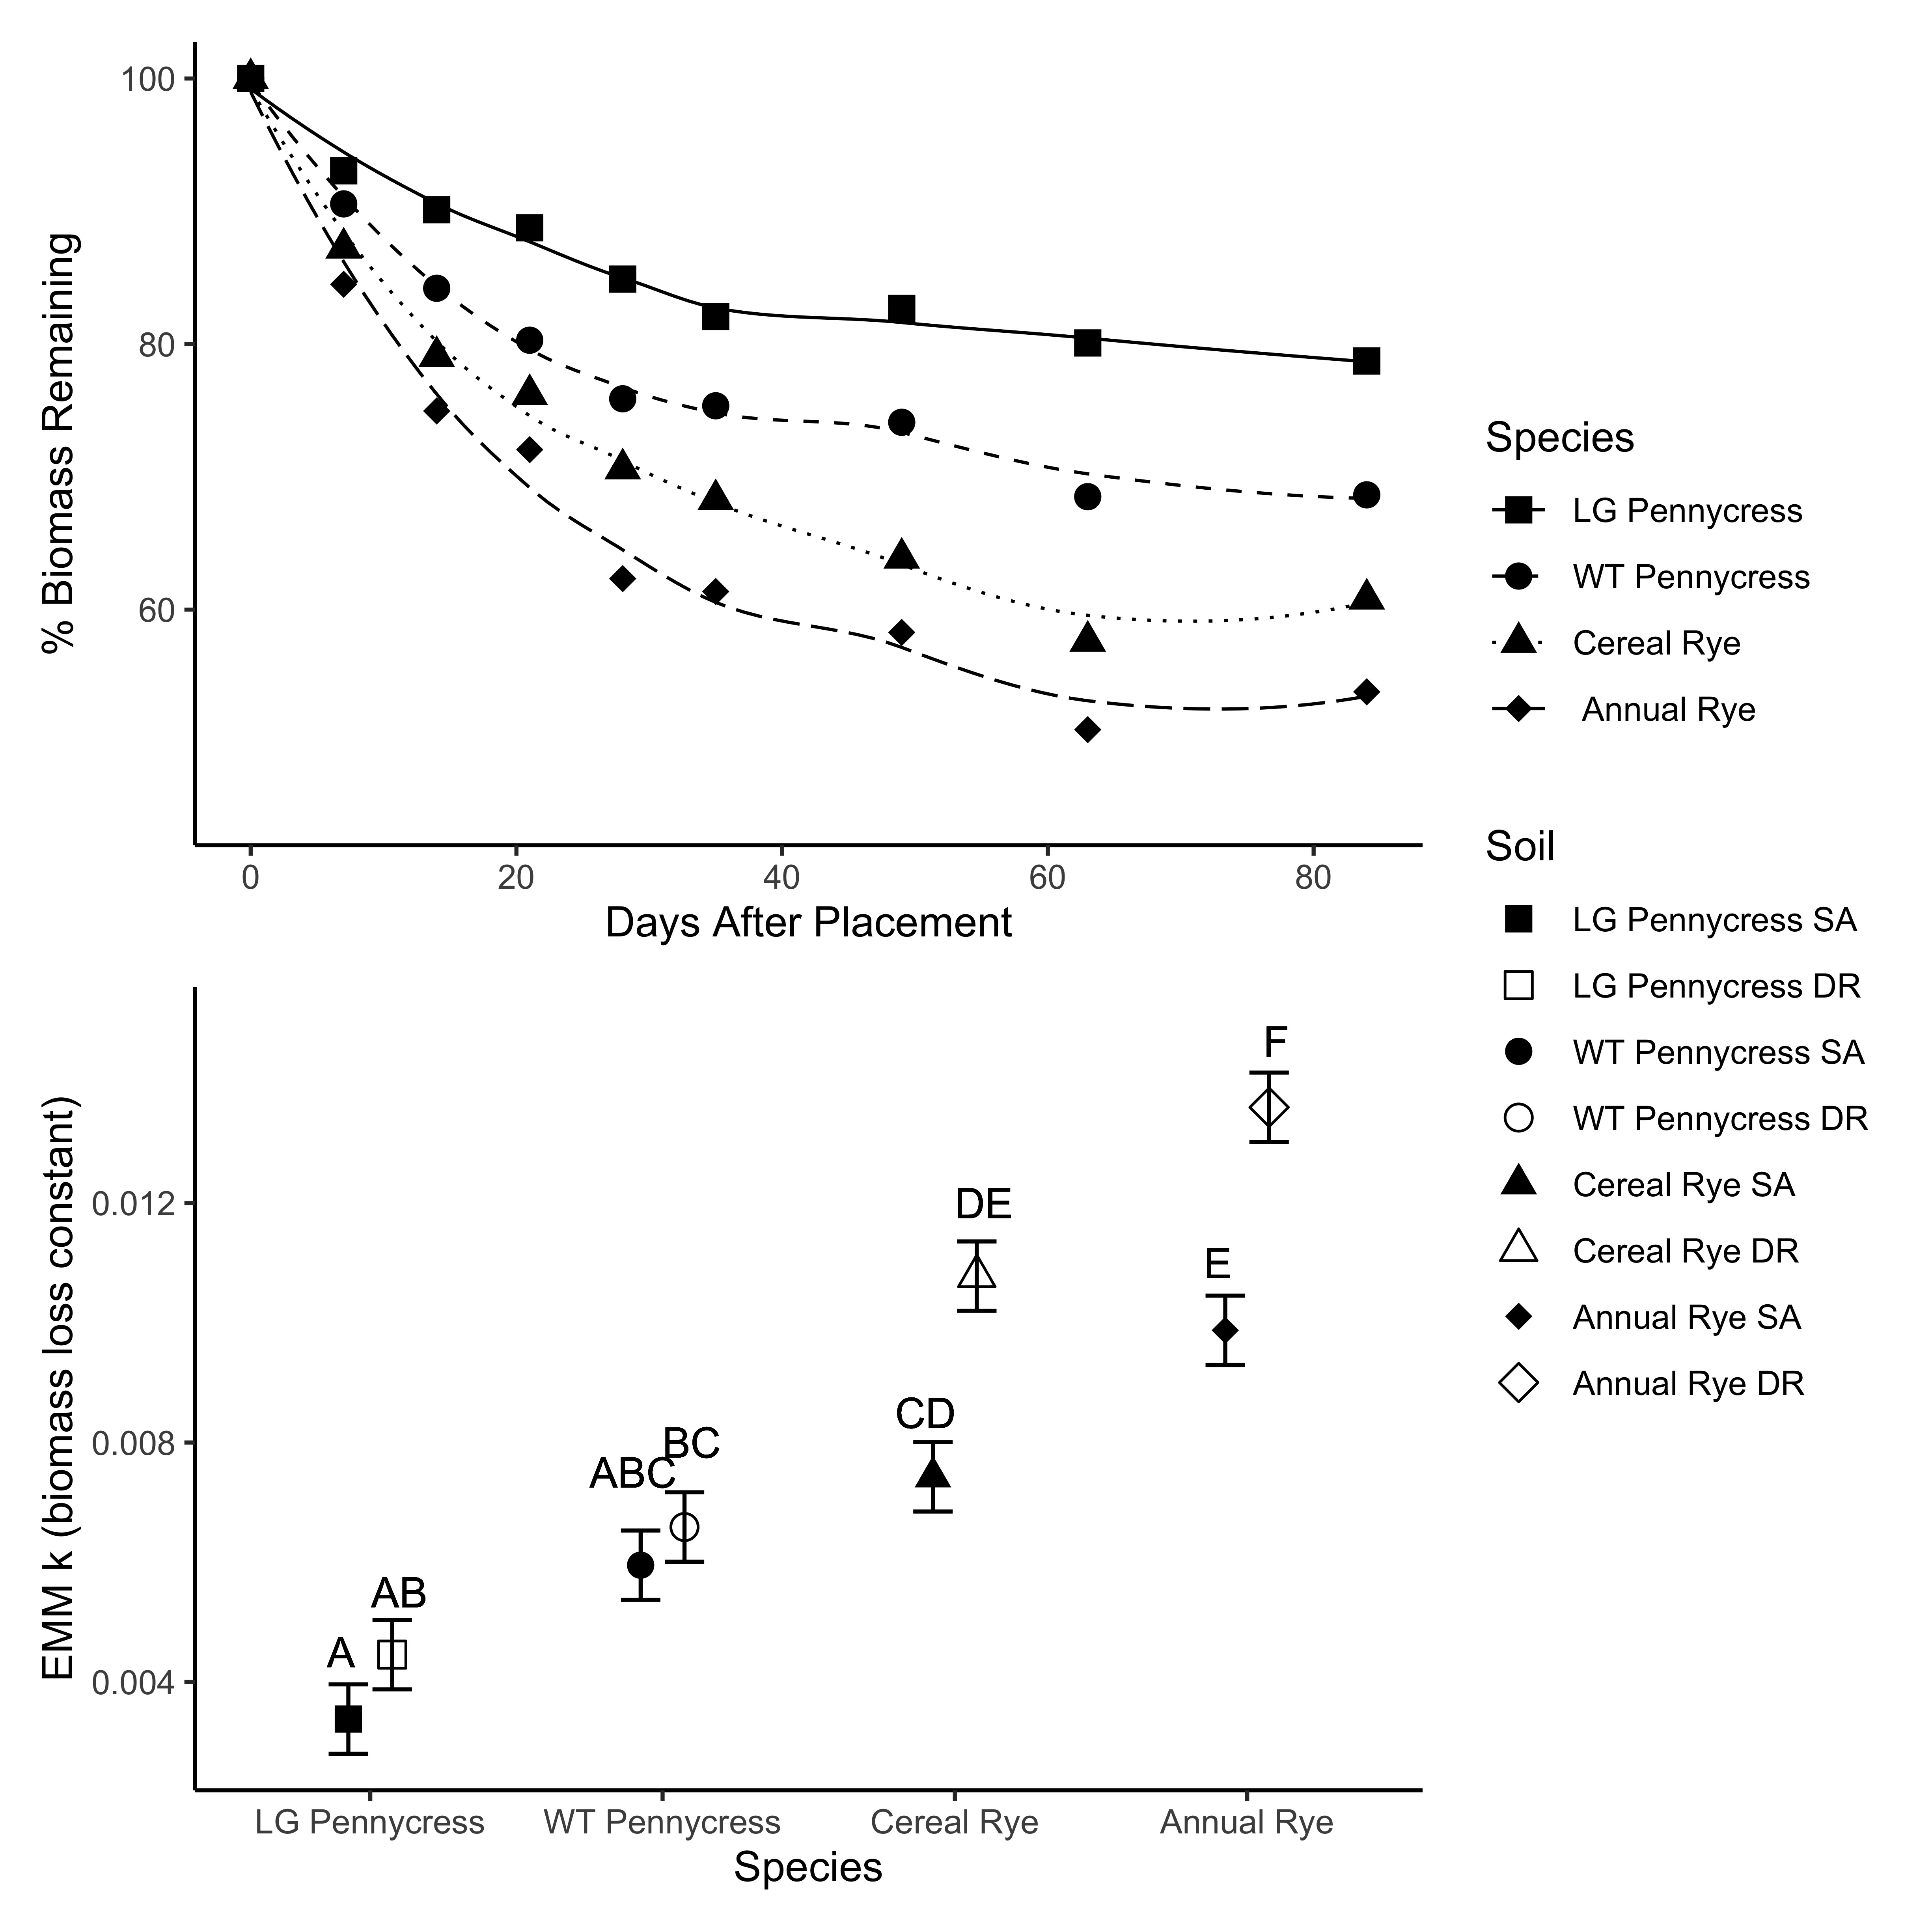 100
80
60
% Biomass Remaining
0 20 40 60 80
Days After Placement
Species
LG Pennycress
WT Pennycress
Cereal Rye
Annual Rye
Soil
LG Pennycress SA
LG Pennycress DR
WT Pennycress SA
WT Pennycress DR
Cereal Rye SA
Cereal Rye DR
Annual Rye SA
Annual Rye DR
0.012
0.008
0.004
EMM k (biomass loss constant)
A
AB
ABC
BC
CD
DE
E
F
LG Pennycress WT Pennycress Cereal Rye Annual Rye
Species